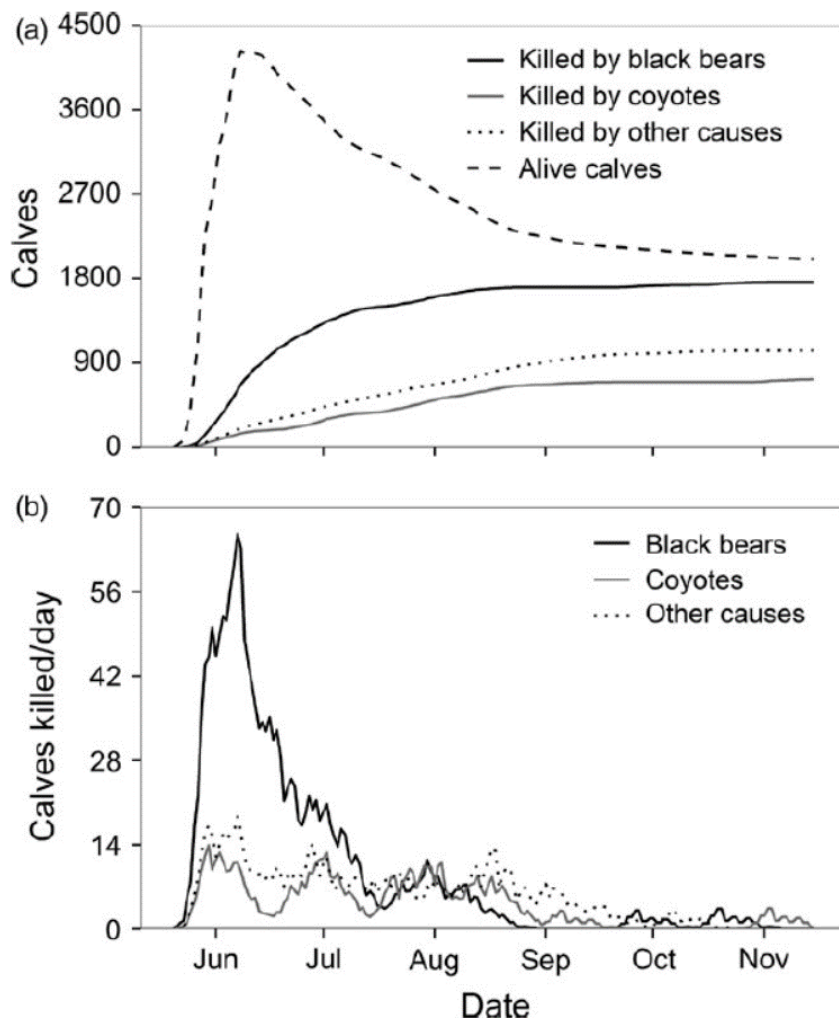 (a)
4500
3600
2700
1800
900
0
Calves
Killed by black bears
Killed by coyotes
Killed by other causes
Alive calves
(b)
70
56
42
28
14
0
Calves killed/day
Black bears
Coyotes
Other causes
Jun Jul Aug Sep Oct Nov
Date